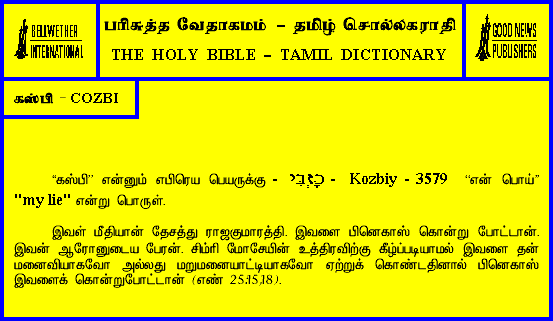 BELLWETHER
INTERNATIONAL
பரிசுத்த வேதாகமம் – தமிழ் சொல்லகராதி
THE HOLY BIBLE – TAMIL DICTIONARY
GOOD NEWS
PUBLISHERS
கஸ்பி – COZBI
“கஸ்பி” என்னும் எபிரெய பெயருக்கு - כָּזְבִּי - Kozbiy - 3579 “என் பொய்”
"my lie" என்று பொருள்.
இவள் மீதியான் தேசத்து ராஜகுமாரத்தி. இவளை பினெகாஸ் கொன்று போட்டான்.
இவன் ஆரோனுடைய பேரன். சிம்ரி மோசேயின் உத்திரவிற்கு கீழ்ப்படியாமல் இவளை தன்
மனைவியாகவோ அல்லது மறுமனையாட்டியாகவோ ஏற்றுக் கொண்டதினால் பினெகாஸ்
இவளைக் கொன்றுபோட்டான் (எண் 25:15,18).